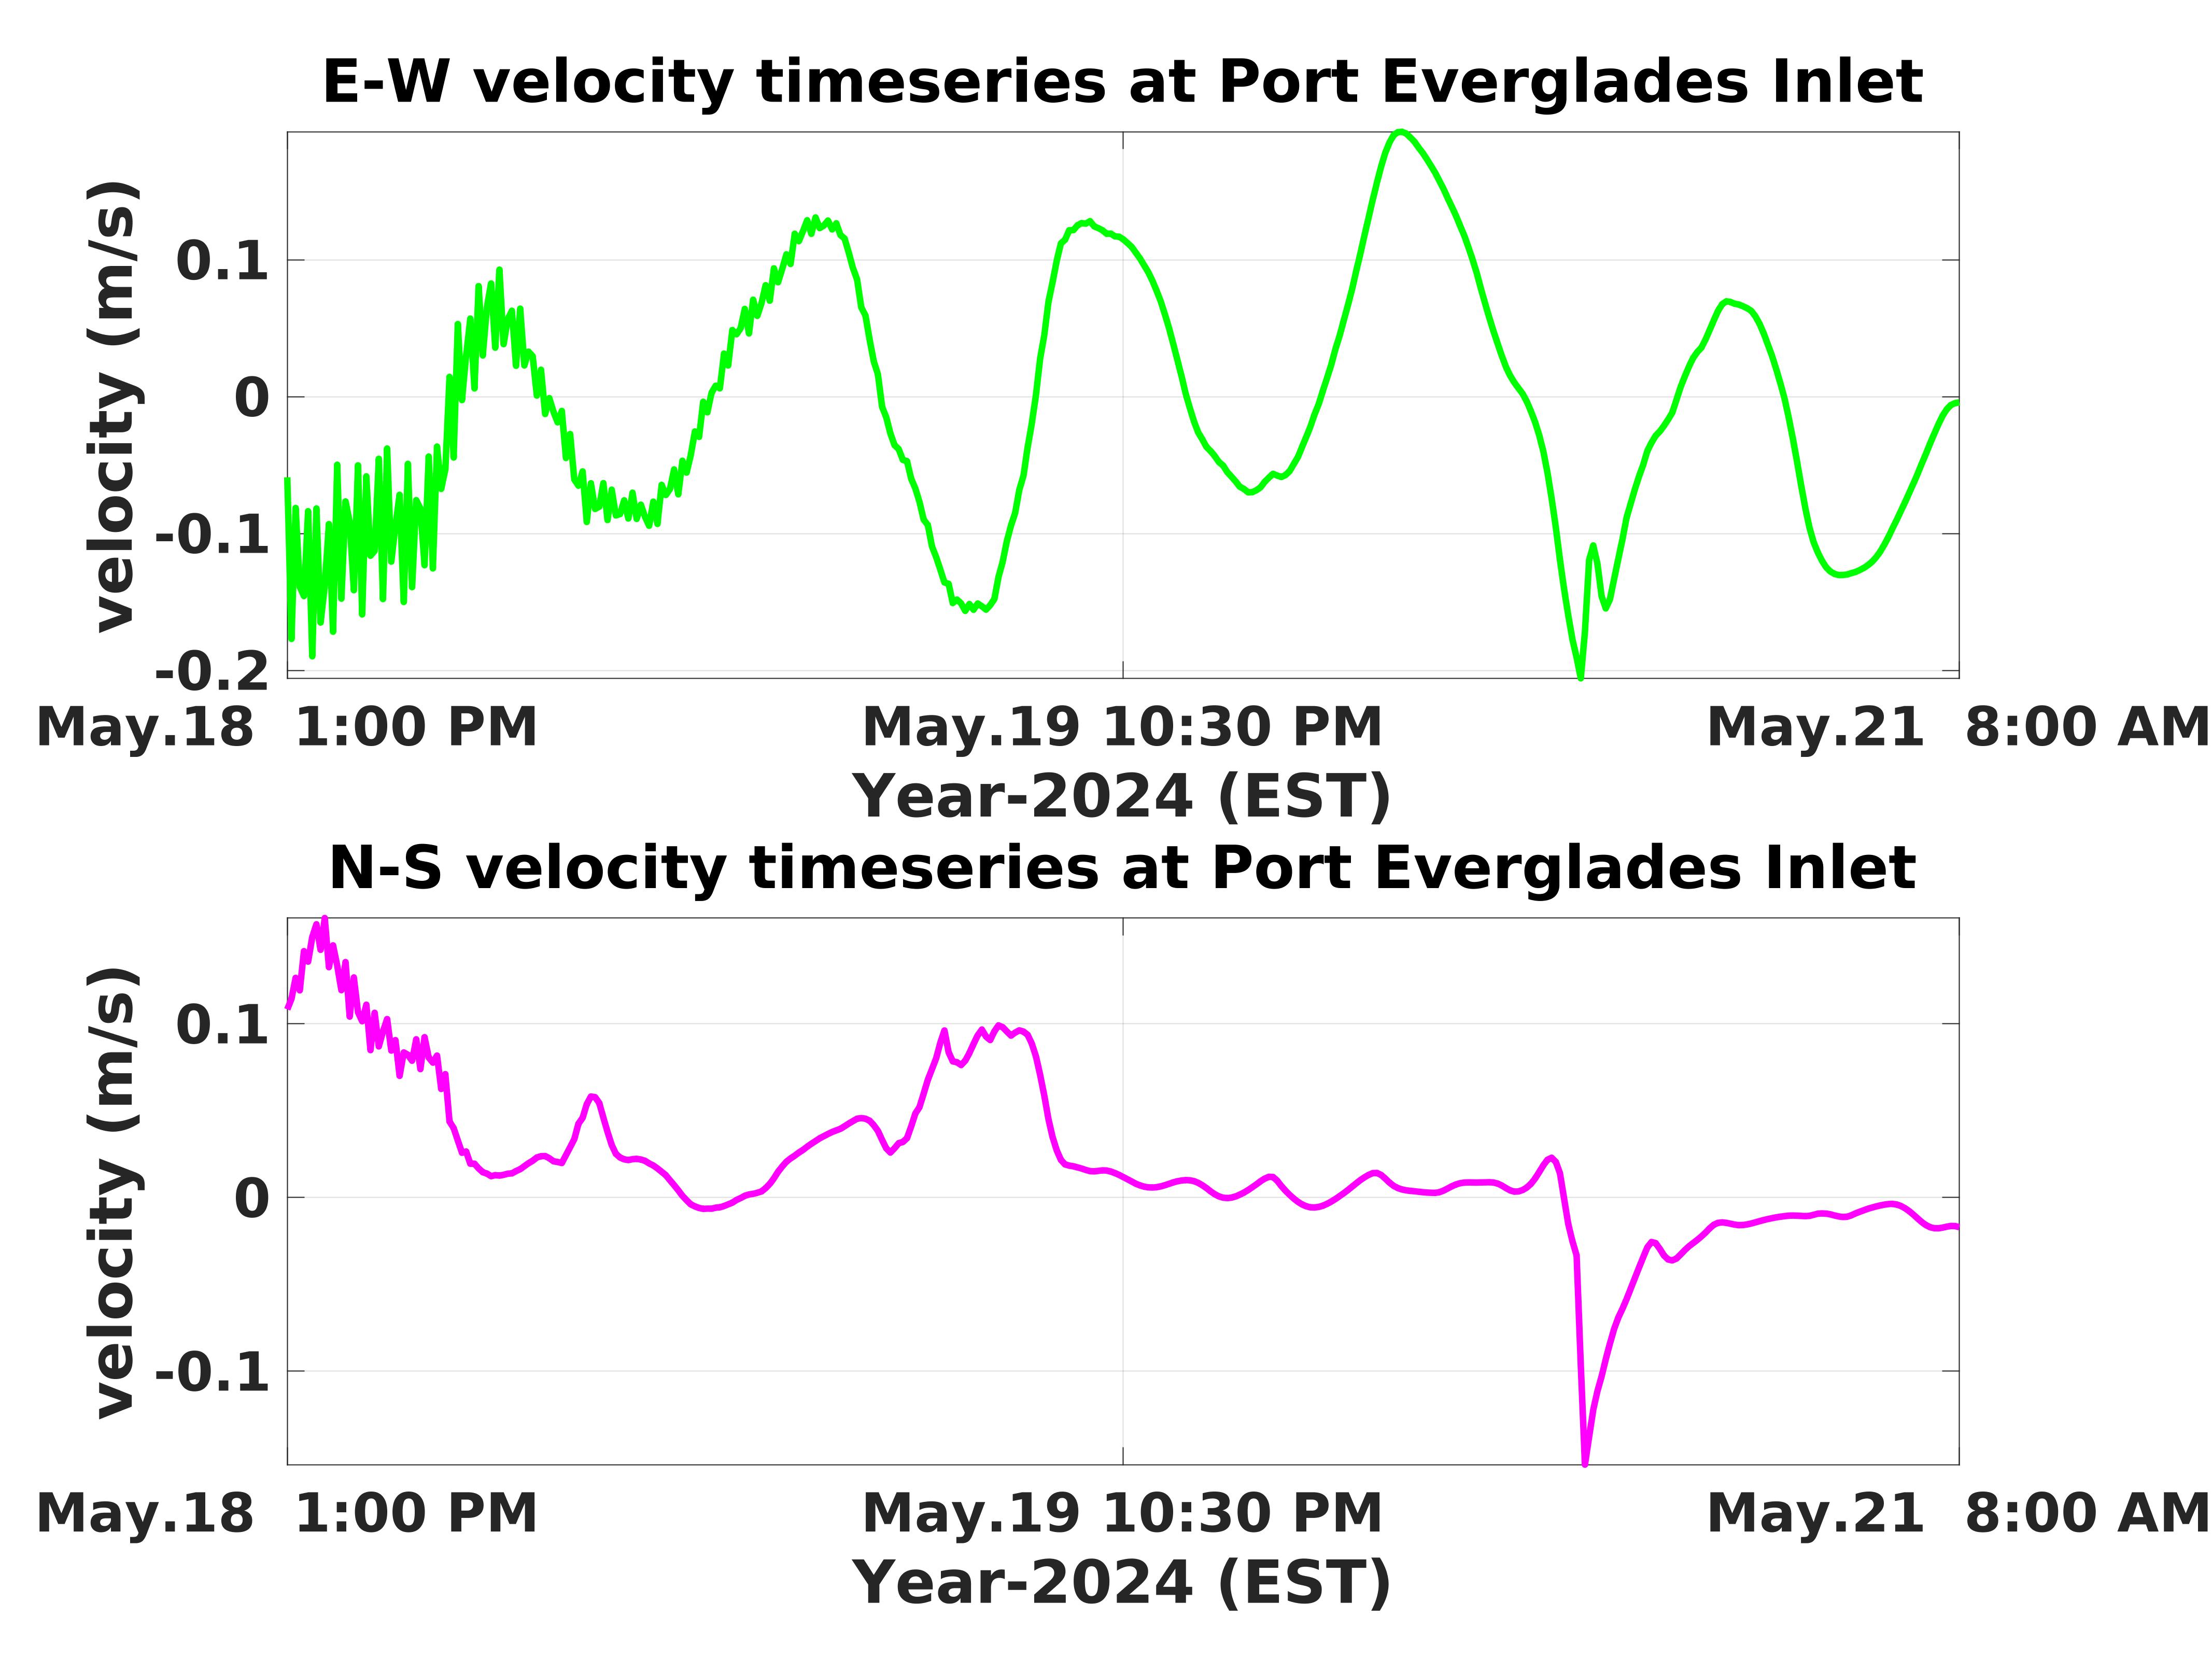 E-W velocity timeseries at Port Everglades Inlet
velocity (m/s)
0.1
0
-0.1
-0.2
May.18  1:00 PM
May.19 10:30 PM
May.21  8:00 AM
Year-2024 (EST)
N-S velocity timeseries at Port Everglades Inlet
velocity (m/s)
0.1
0
-0.1
May.18  1:00 PM
May.19 10:30 PM
May.21  8:00 AM
Year-2024 (EST)